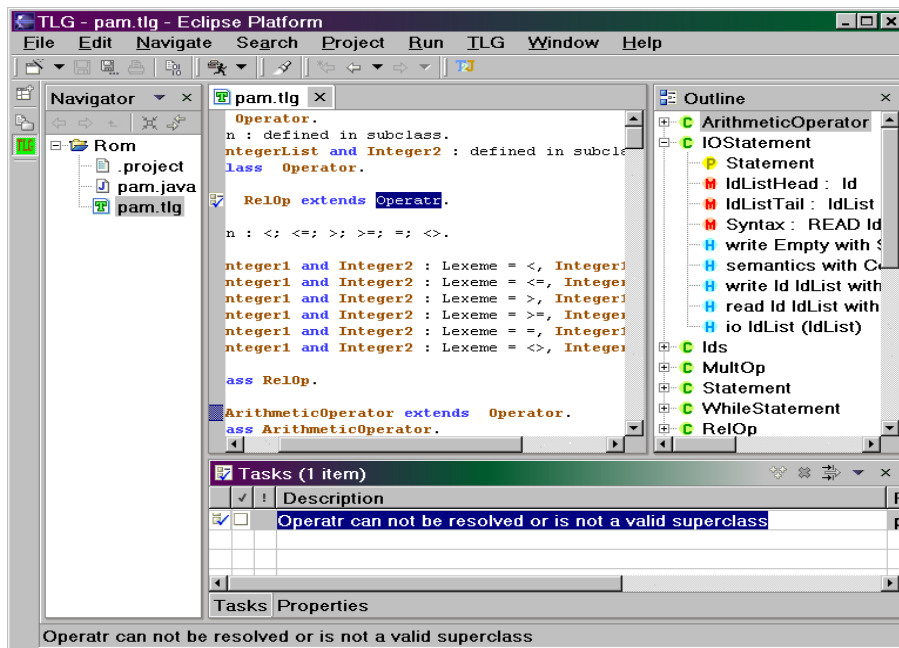 TLG - pam.tlg - Eclipse Platform
File Edit Navigate Search Project Run TLG Window Help
Navigator
Rom
.project
pam.java
pam.tlg
pam.tlg
Operator.
n : defined in subclass.
ntegerList and Integer2 : defined in subcla
lass Operator.
RelOp extends Operatr.
n : <; <=; >; >=; =; <>.
nteger1 and Integer2 : Lexeme = <, Integer1
nteger1 and Integer2 : Lexeme = <=, Integer
nteger1 and Integer2 : Lexeme = >, Integer1
nteger1 and Integer2 : Lexeme = >=, Integer
nteger1 and Integer2 : Lexeme = =, Integer1
nteger1 and Integer2 : Lexeme = <>, Integer
ass RelOp.
ArithmeticOperator extends Operator.
ass ArithmeticOperator.
Outline
C ArithmeticOperator
C IOStatement
P Statement
M IdListHead : Id
M IdListTail : IdList
M Syntax : READ Id
H write Empty with S
H semantics with Co
H write Id IdList with
H read Id IdList with
H io IdList (IdList)
C Ids
C MultOp
C Statement
C WhileStatement
C RelOp
Tasks (1 item)
! Description
Operatr can not be resolved or is not a valid superclass
Tasks Properties
TLG
Operatr can not be resolved or is not a valid superclass